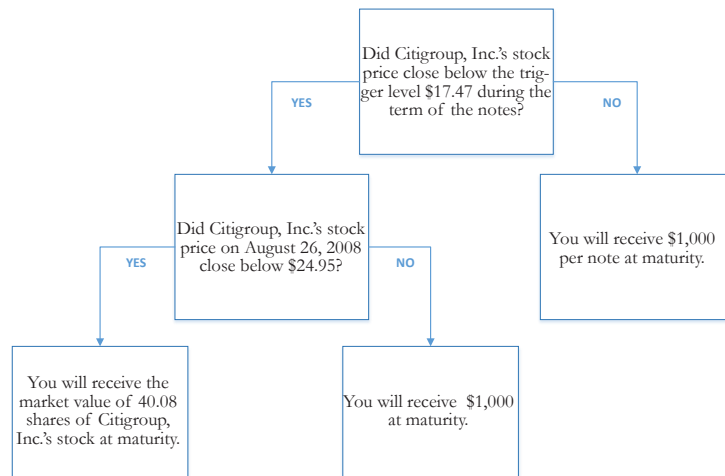 Did Citigroup, Inc.'s stock
price close below the trig-
ger level $17.47 during the
term of the notes?
YES
NO
Did Citigroup, Inc.'s stock
price on August 26, 2008
close below $24.95?
You will receive $1,000
per note at maturity.
YES
NO
You will receive the
market value of 40.08
shares of Citigroup,
Inc.'s stock at maturity.
You will receive $1,000
at maturity.